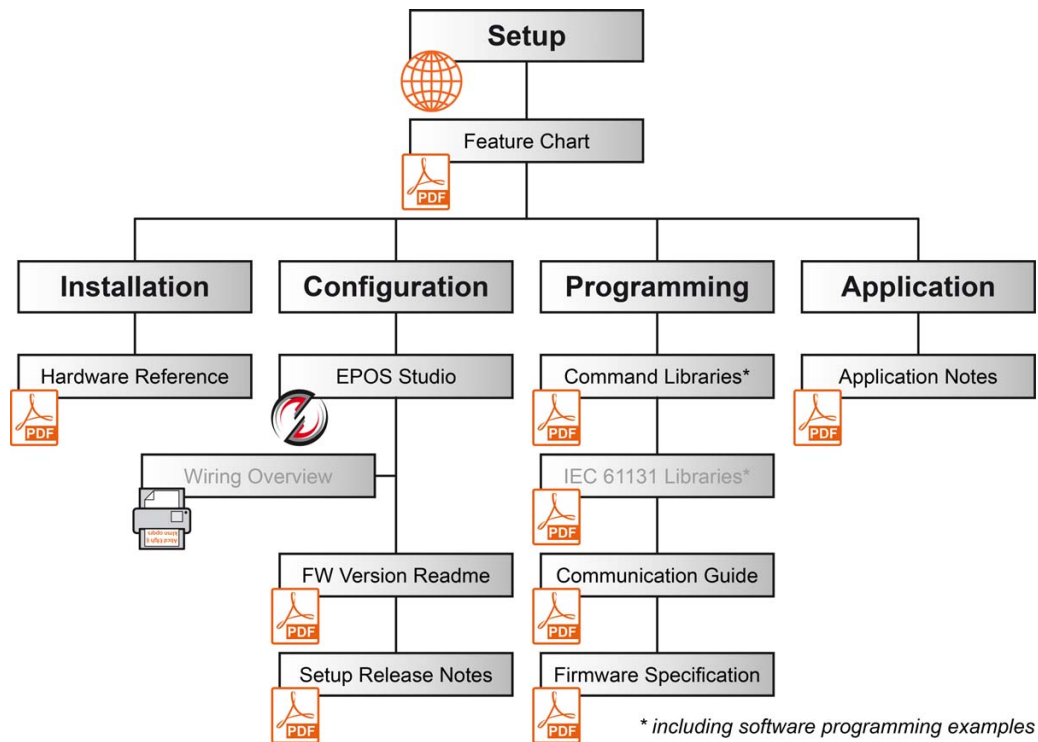 Setup
Feature Chart
PDF
Installation
Configuration
Programming
Application
Hardware Reference
EPOS Studio
Command Libraries*
Application Notes
PDF
PDF
PDF
Wiring Overview
IEC 61131 Libraries*
PDF
FW Version Readme
Communication Guide
PDF
PDF
Setup Release Notes
Firmware Specification
PDF
PDF
* including software programming examples